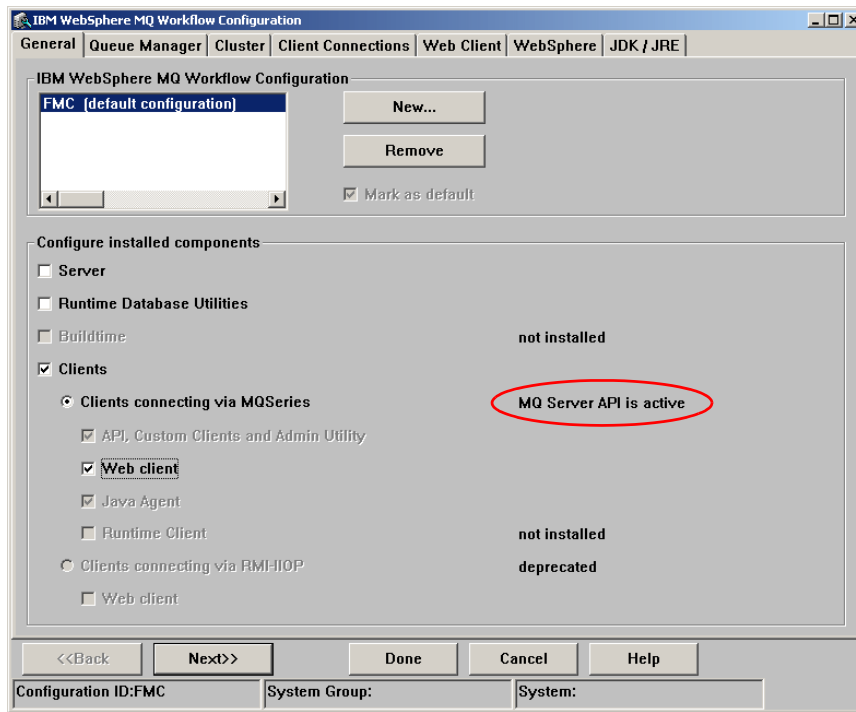 IBM WebSphere MQ Workflow Configuration
General Queue Manager Cluster Client Connections Web Client WebSphere JDK / JRE
IBM WebSphere MQ Workflow Configuration
FMC (default configuration)
New...
Remove
Mark as default
Configure installed components
Server
Runtime Database Utilities
Buildtime not installed
Clients
Clients connecting via MQSeries MQ Server API is active
API, Custom Clients and Admin Utility
Web client
Java Agent
Runtime Client not installed
Clients connecting via RMI-IIOP deprecated
Web client
<<Back Next>> Done Cancel Help
Configuration ID:FMC System Group: System: